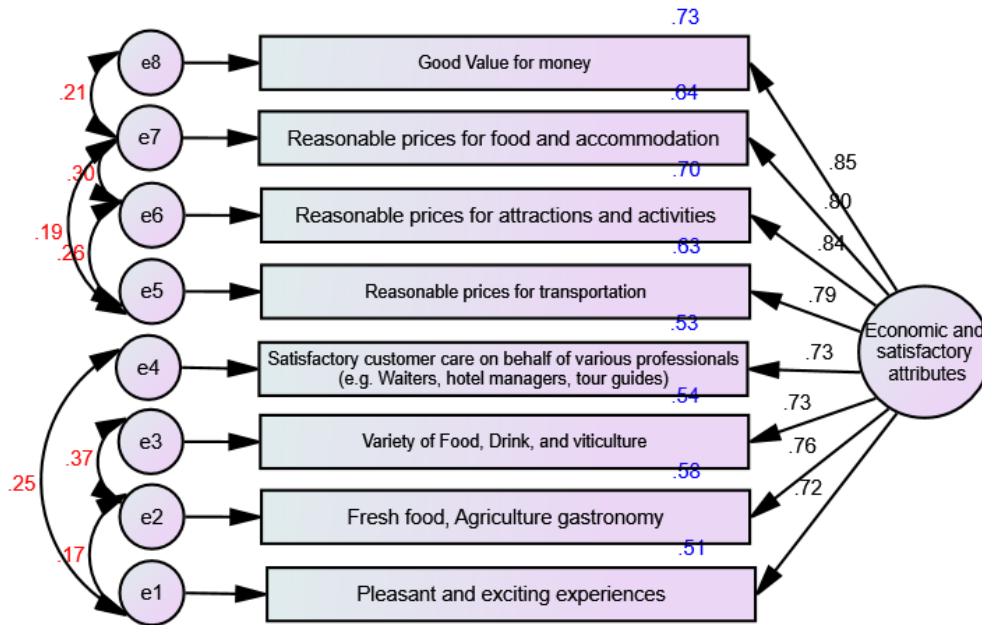 .73
e8
Good Value for money
.21
.64
e7
Reasonable prices for food and accommodation
.85
.30
.70
.80
e6
Reasonable prices for attractions and activities
.19
.26
.63
.84
e5
Reasonable prices for transportation
.79
.53
Economic and
satisfactory
attributes
e4
Satisfactory customer care on behalf of various professionals
(e.g. Waiters, hotel managers, tour guides)
.73
.54
.73
e3
Variety of Food, Drink, and viticulture
.37
.25
.58
.76
e2
Fresh food, Agriculture gastronomy
.72
.17
.51
e1
Pleasant and exciting experiences